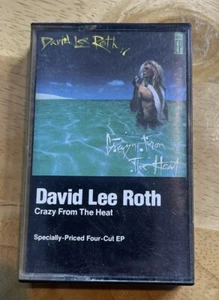 David Lee Roth
Crazy From
The Heat
David Lee Roth
Crazy From The Heat
Specially-Priced Four-Cut EP